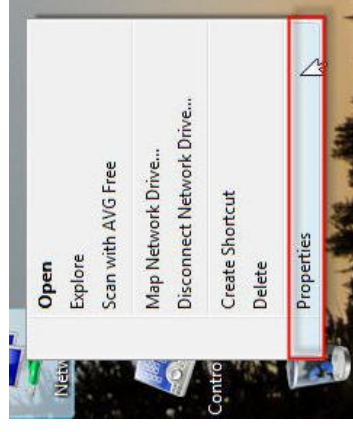 Open
Explore
Scan with AVG Free
Map Network Drive...
Disconnect Network Drive...
Create Shortcut
Delete
Properties
Netw
Contro